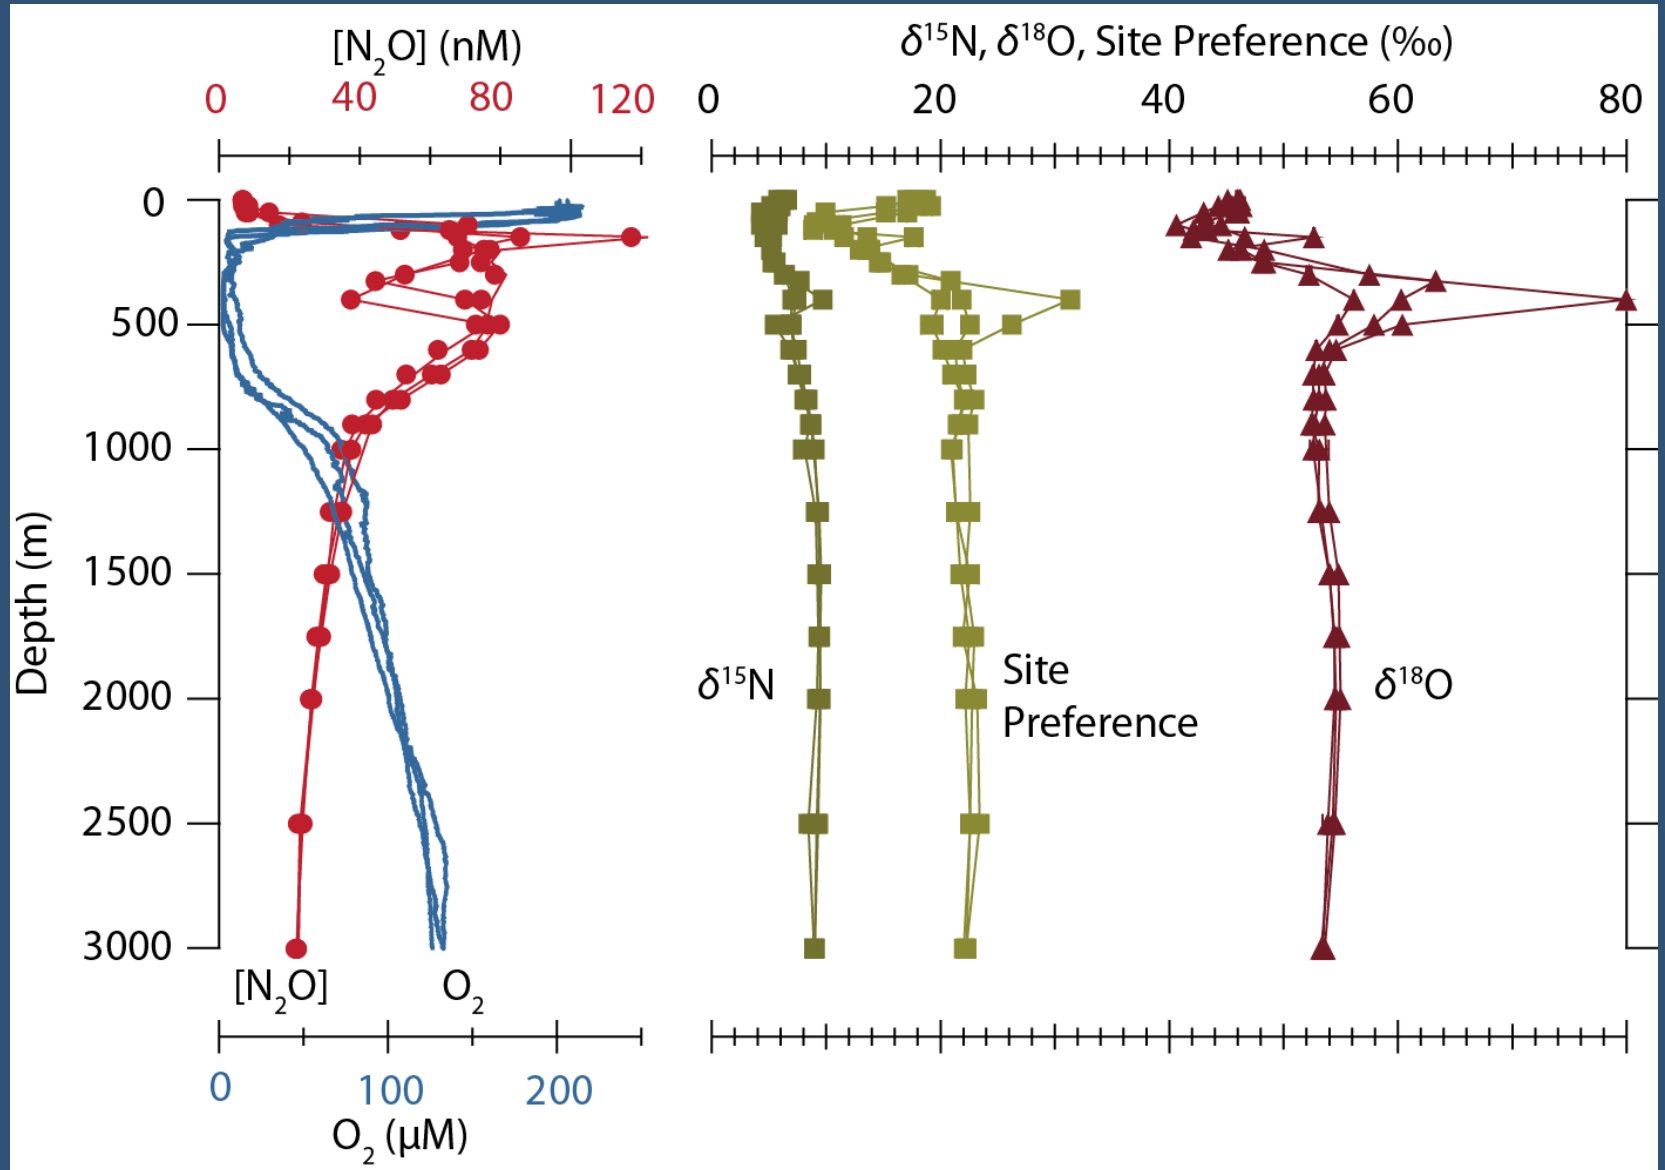 [N₂O] (nM)
0 40 80 120
δ¹⁵N, δ¹⁸O, Site Preference (‰)
0 20 40 60 80
Depth (m)
0
500
1000
1500
2000
2500
3000
δ¹⁵N
Site
Preference
δ¹⁸O
[N₂O]
O₂
0 100 200
O₂ (μM)